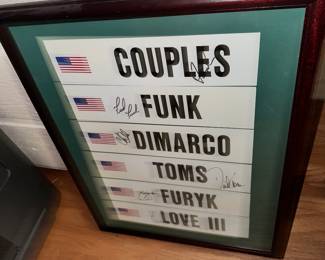 COUPLES
FUNK
DIMARCO
TOMS
FURYK
LOVE III